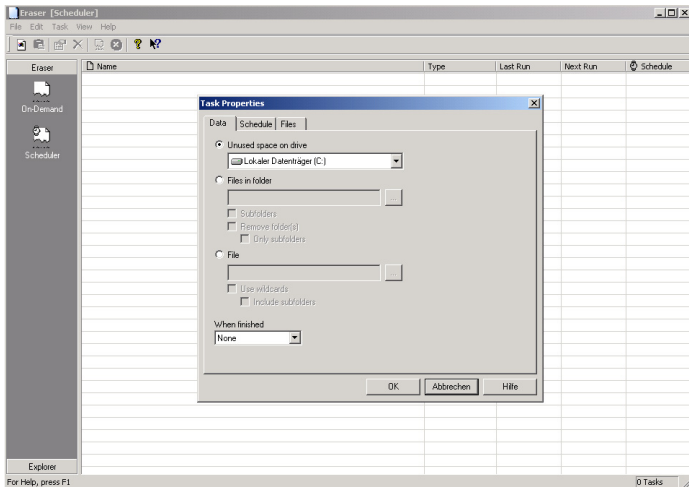 Eraser [Scheduler]
File Edit Task View Help
Eraser
On-Demand
Scheduler
Explorer
Name Type Last Run Next Run Schedule
Task Properties
Data Schedule Files
Unused space on drive
Lokaler Datenträger (C:)
Files in folder
...
Subfolders
Remove folder(s)
Only subfolders
File
...
Use wildcards
Include subfolders
When finished
None
OK Abbrechen Hilfe
For Help, press F1 0 Tasks